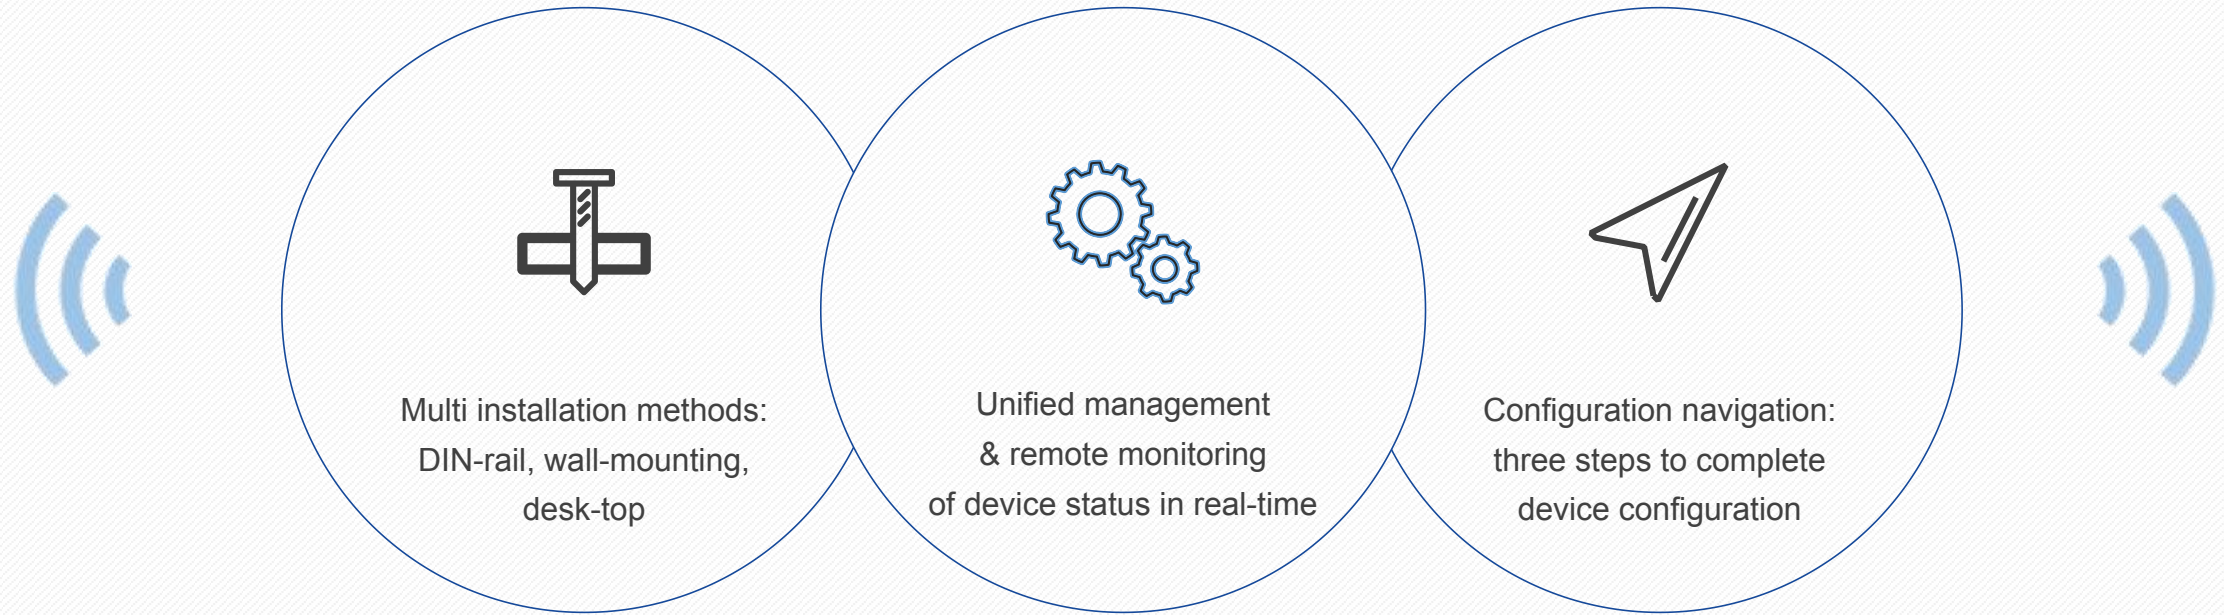 Multi installation methods:
DIN-rail, wall-mounting,
desk-top
Unified management
& remote monitoring
of device status in real-time
Configuration navigation:
three steps to complete
device configuration